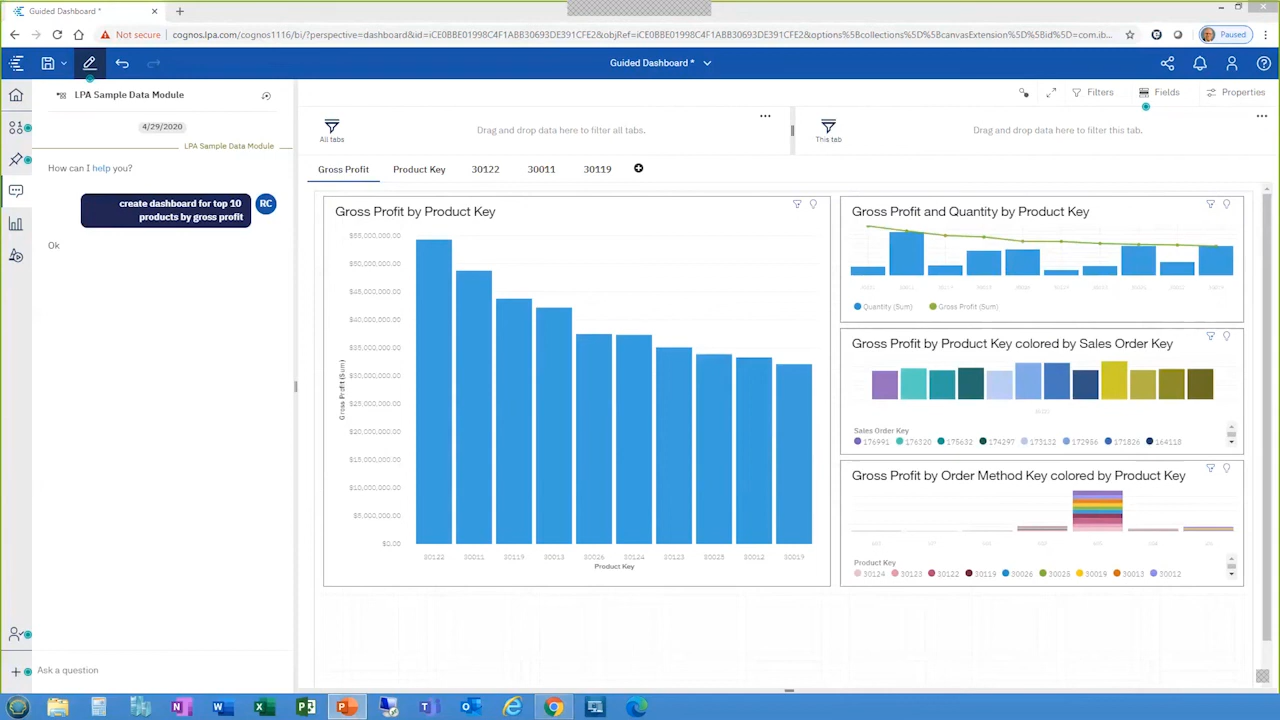 Guided Dashboard *
Not secure
cognos.lpa.com/cognos1116/bi/?perspective=dashboard&id=iCE0BBE01998C4F1ABB30693DE391CFE2&objRef=iCE0BBE01998C4F1ABB30693DE391CFE2&options%5Bcollections%5D%5BcanvasExtension%5D%5Bid%5D=com.ib...
Paused
Guided Dashboard *
LPA Sample Data Module
Filters
Fields
Properties
4/29/2020
LPA Sample Data Module
How can I help you?
create dashboard for top 10
products by gross profit
RC
Ok
Ask a question
All tabs
Drag and drop data here to filter all tabs.
This tab
Drag and drop data here to filter this tab.
Gross Profit
Product Key
30122
30011
30119
Gross Profit by Product Key
$55,000,000.00
$50,000,000.00
$45,000,000.00
$40,000,000.00
$35,000,000.00
$30,000,000.00
$25,000,000.00
$20,000,000.00
$15,000,000.00
$10,000,000.00
$5,000,000.00
$0.00
Gross Profit (Sum)
30122 30011 30119 30013 30026 30124 30123 30025 30012 30019
Product Key
Gross Profit and Quantity by Product Key
Quantity (Sum) Gross Profit (Sum)
Gross Profit by Product Key colored by Sales Order Key
Sales Order Key
176991 176320 175632 174297 173132 172956 171826 164118
Gross Profit by Order Method Key colored by Product Key
Product Key
30124 30123 30122 30119 30026 30025 30019 30013 30012